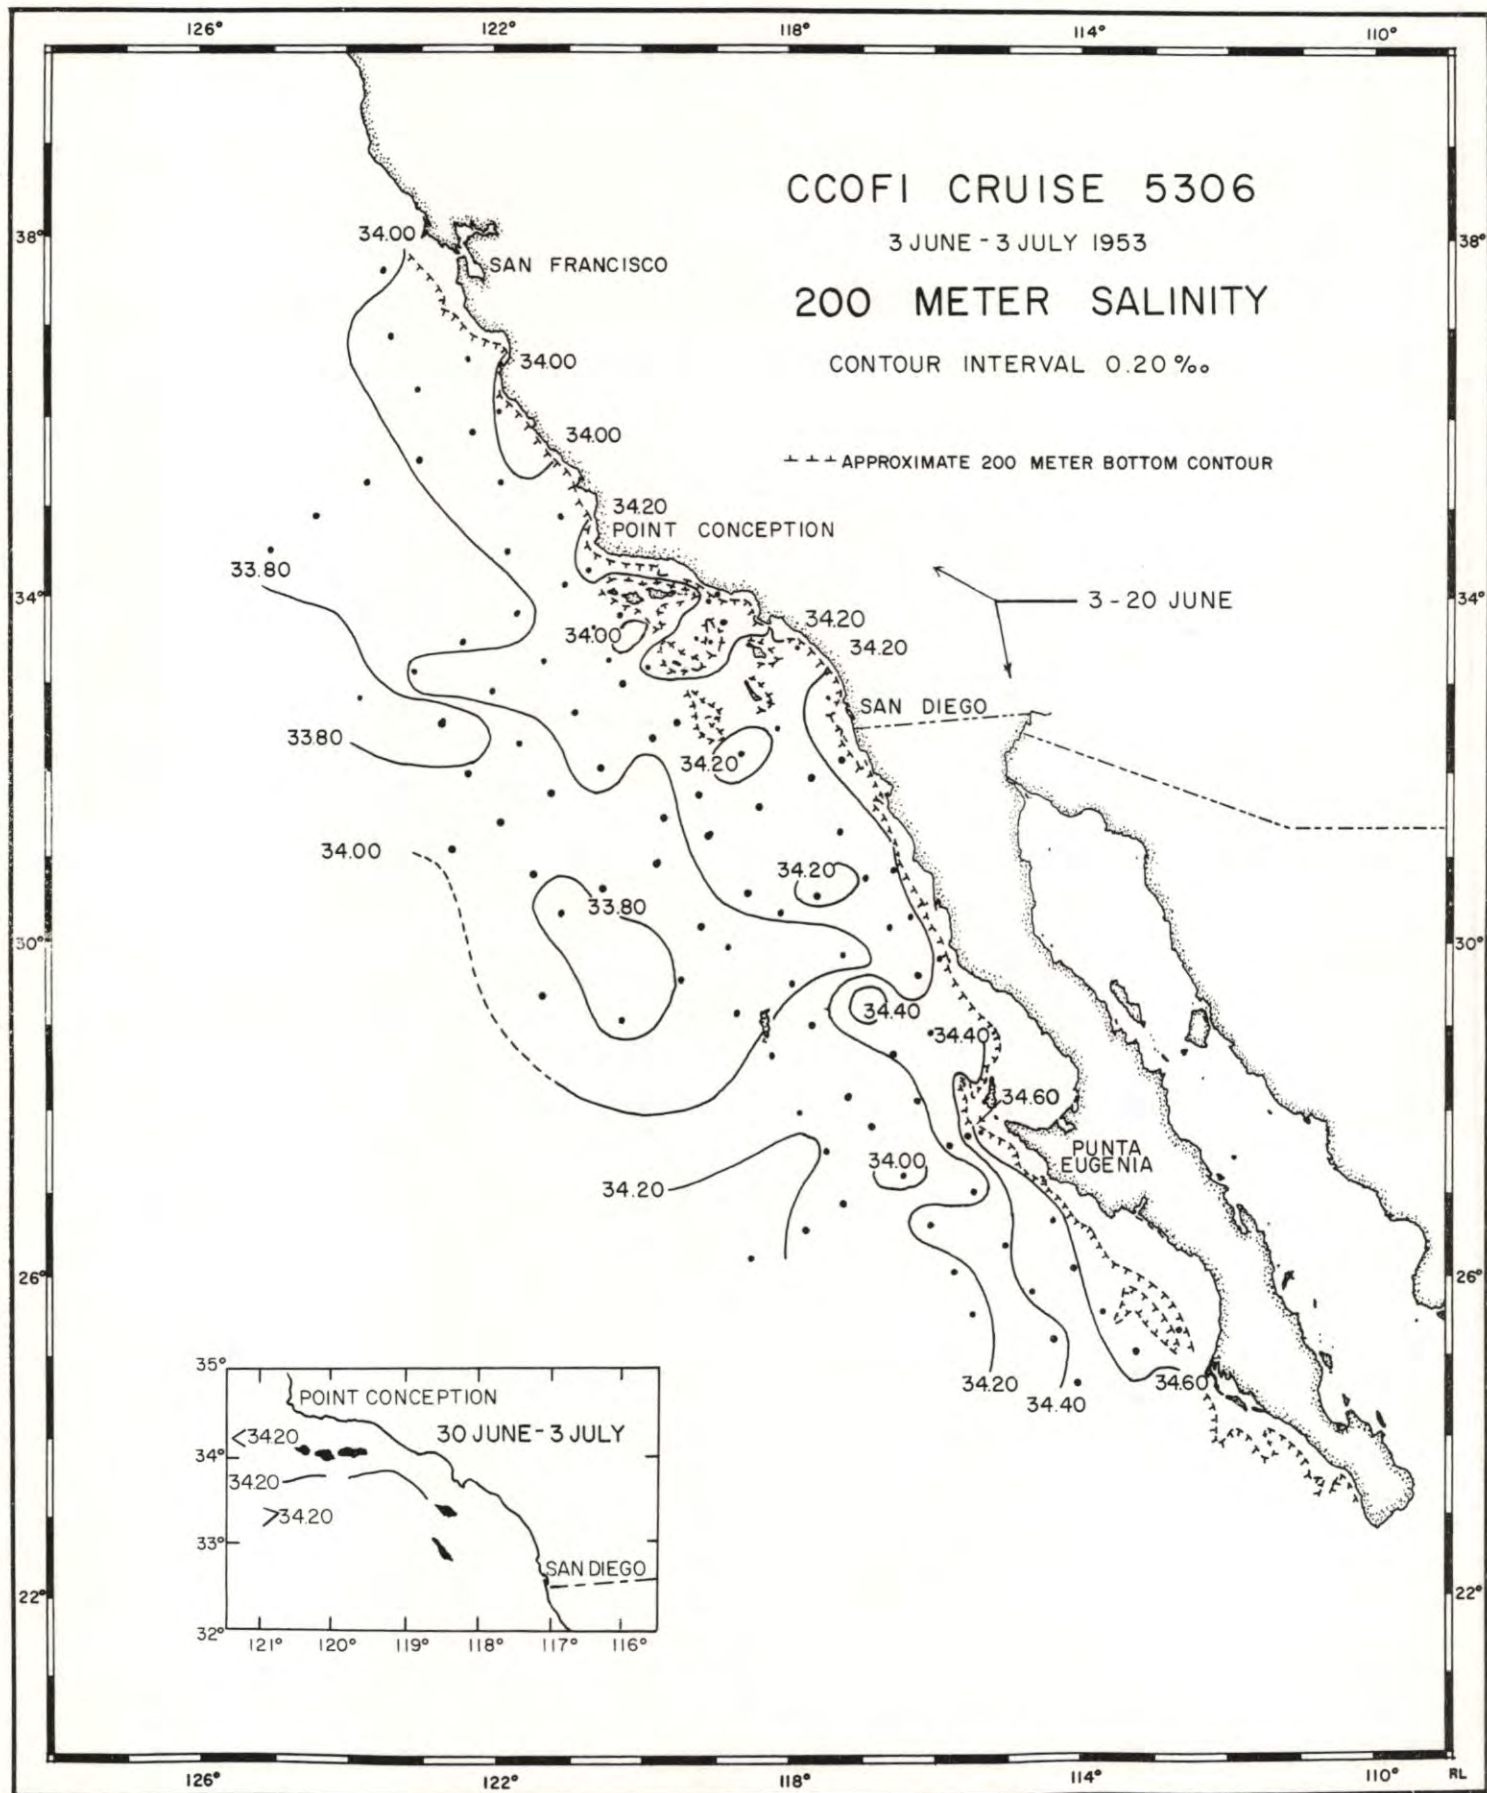 126° 122° 118° 114° 110°
CCOFI CRUISE 5306
3 JUNE - 3 JULY 1953
200 METER SALINITY
CONTOUR INTERVAL 0.20‰
APPROXIMATE 200 METER BOTTOM CONTOUR
38° 38°
34.00
SAN FRANCISCO
34.00
34.00
34.20
POINT CONCEPTION
33.80
34° 34°
3 - 20 JUNE
34.00
34.20
34.20
SAN DIEGO
33.80
34.20
34.00
34.20
33.80
30° 30°
34.40
34.40
34.60
PUNTA
EUGENIA
34.00
34.20
26° 26°
34.20
34.40
34.60
35°
POINT CONCEPTION
30 JUNE - 3 JULY
<34.20
34°
34.20
>34.20
33°
SAN DIEGO
32°
121° 120° 119° 118° 117° 116°
22° 22°
126° 122° 118° 114° 110°
RL